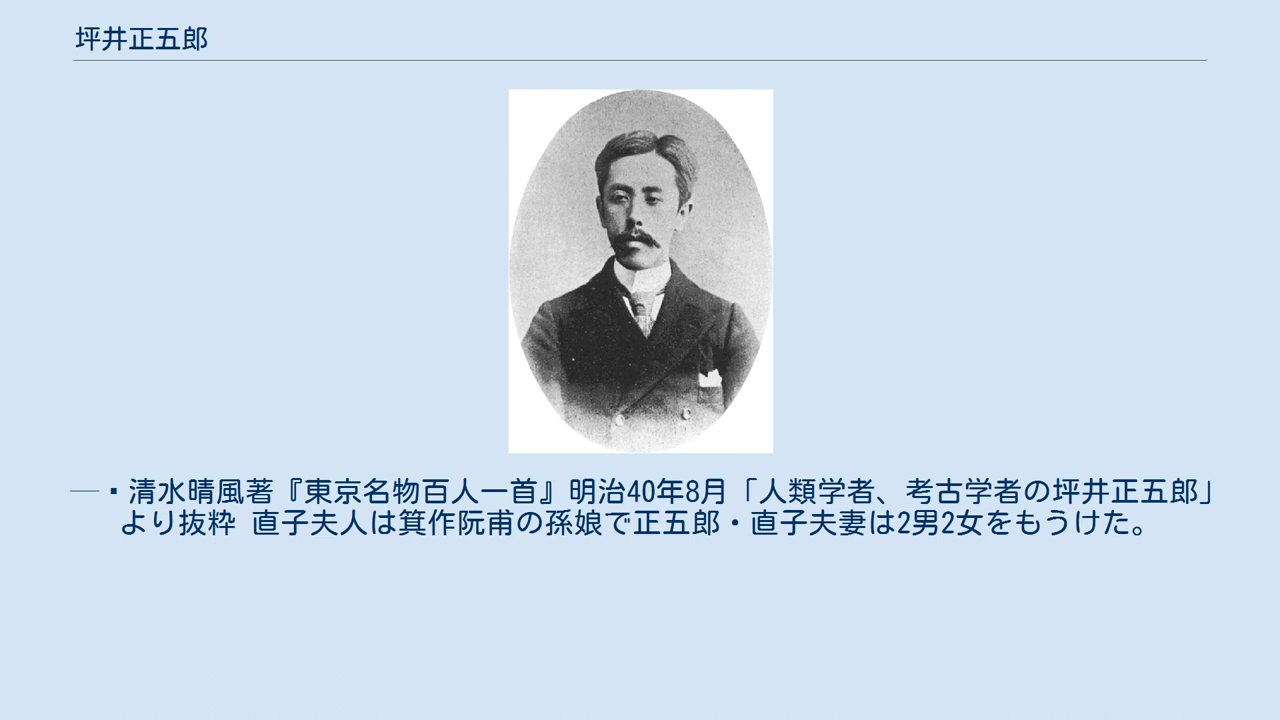 坪井正五郎
▪ 清水晴風著『東京名物百人一首』明治40年8月「人類学者、考古学者の坪井正五郎」
より抜粋 直子夫人は箕作阮甫の孫娘で正五郎・直子夫妻は2男2女をもうけた。